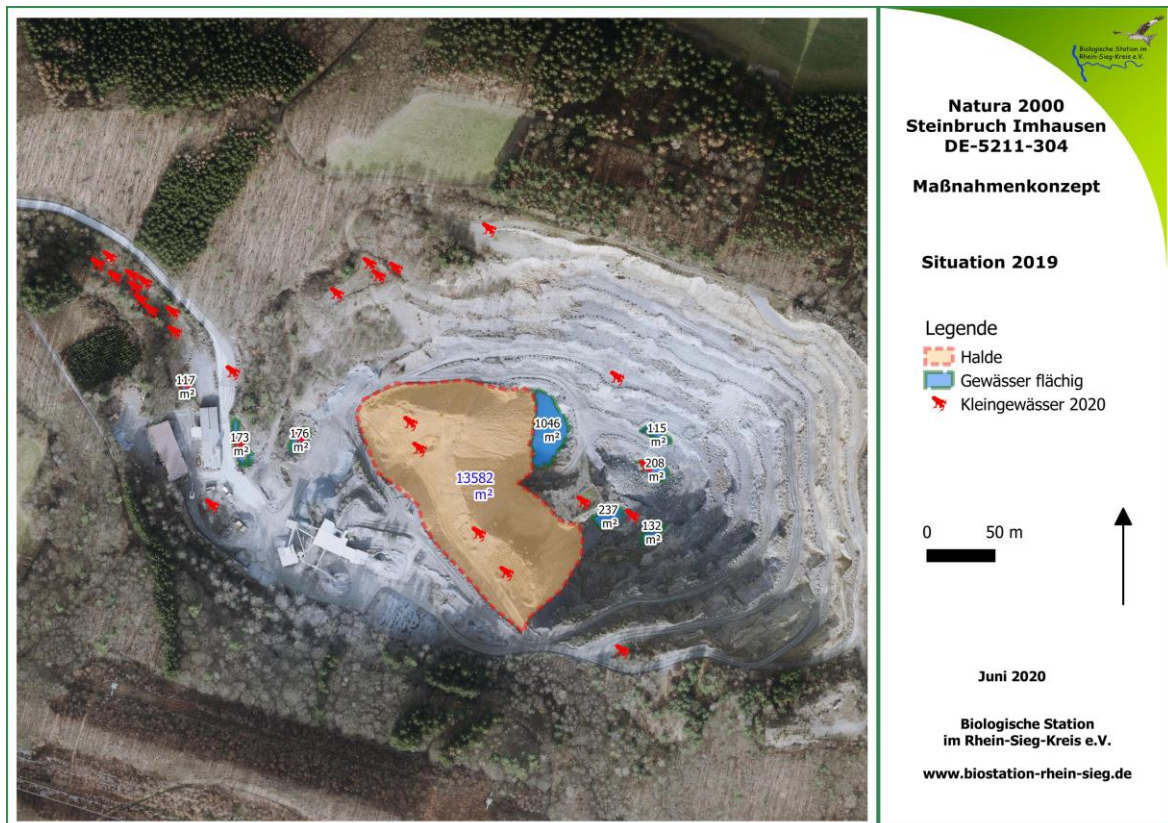 Biologische Station im
Rhein-Sieg-Kreis e.V.
Natura 2000
Steinbruch Imhausen
DE-5211-304
Maßnahmenkonzept
Situation 2019
Legende
Halde
Gewässer flächig
Kleingewässer 2020
0 50 m
Juni 2020
Biologische Station
im Rhein-Sieg-Kreis e.V.
www.biostation-rhein-sieg.de
117
m²
173
m²
176
m²
13582
m²
1046
m²
115
m²
208
m²
237
m²
132
m²